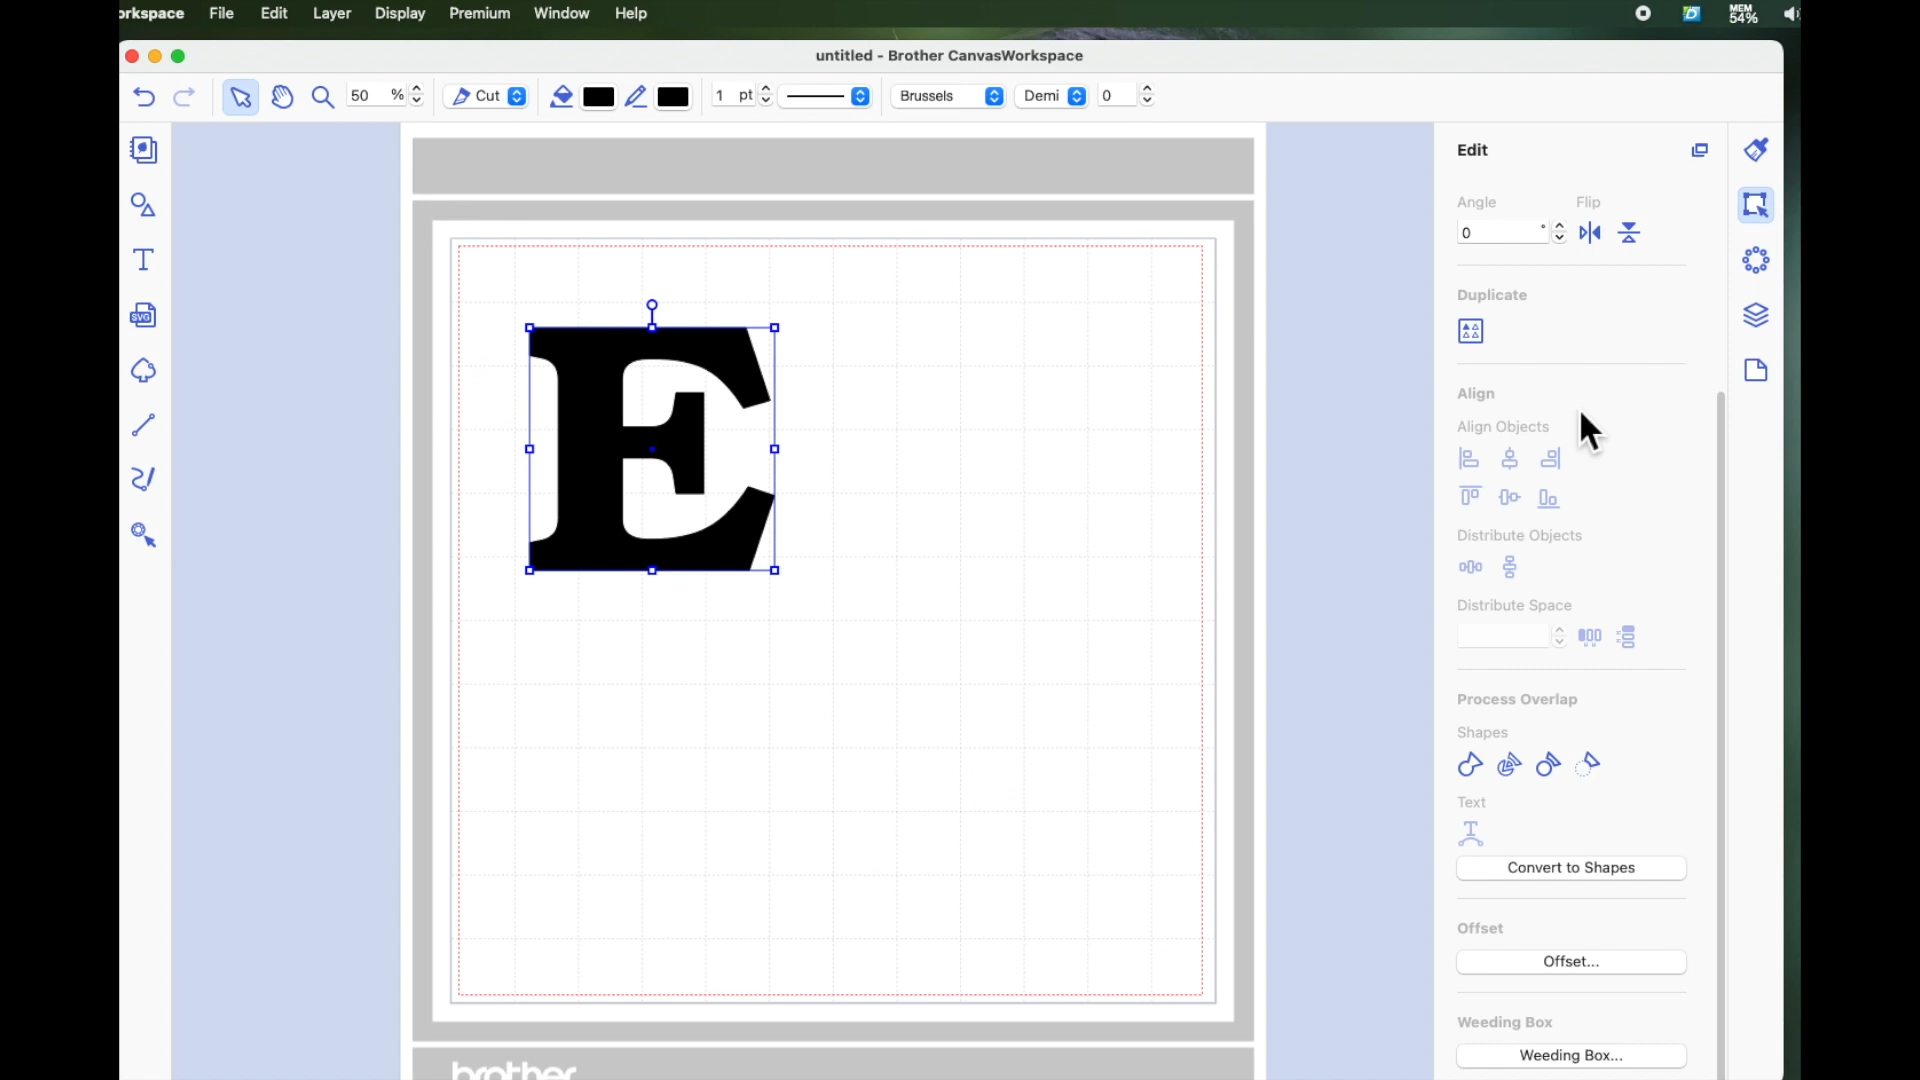 orkspace File Edit Layer Display Premium Window Help MEM 54%
untitled - Brother CanvasWorkspace
50 % Cut 1 pt Brussels Demi 0
Edit
Angle Flip
0 °
Duplicate
SVG
Align
Align Objects
E
Distribute Objects
Distribute Space
Process Overlap
Shapes
Text
Convert to Shapes
Offset
Offset...
Weeding Box
Weeding Box...
brother